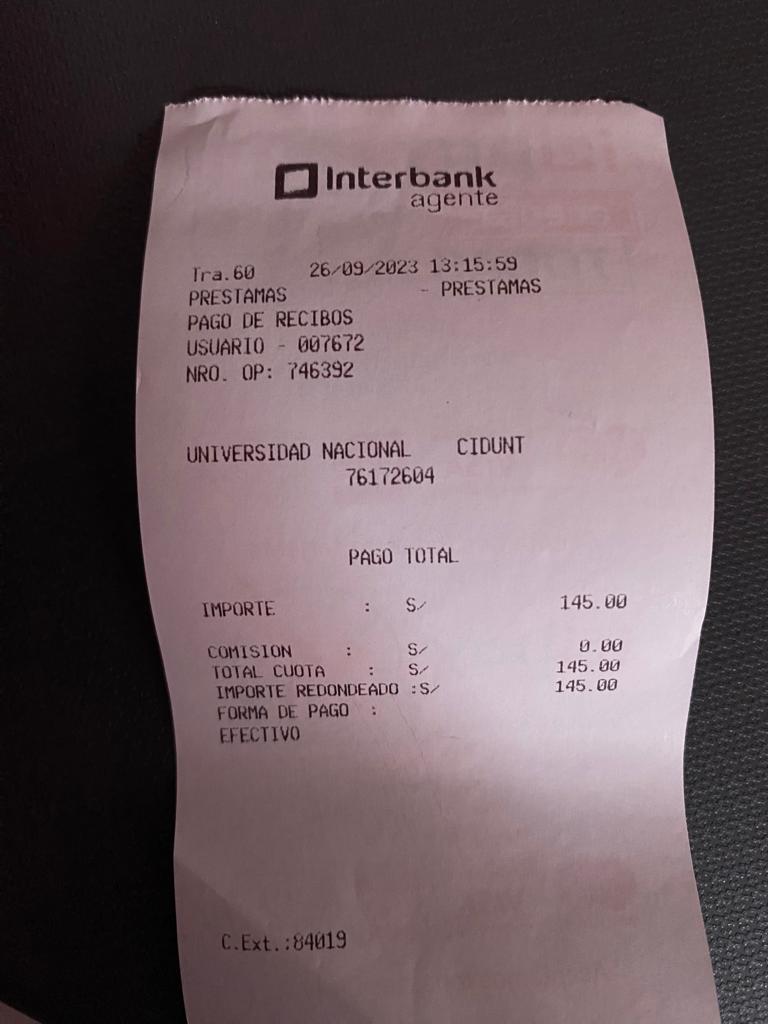 Interbank
agente
Tra.60 26/09/2023 13:15:59
PRESTAMAS - PRESTAMAS
PAGO DE RECIBOS
USUARIO - 007672
NRO. OP: 746392
UNIVERSIDAD NACIONAL CIDUNT
76172604
PAGO TOTAL
IMPORTE : S/ 145.00
COMISION : S/ 0.00
TOTAL CUOTA : S/ 145.00
IMPORTE REDONDEADO :S/ 145.00
FORMA DE PAGO :
EFECTIVO
C.Ext.:84019